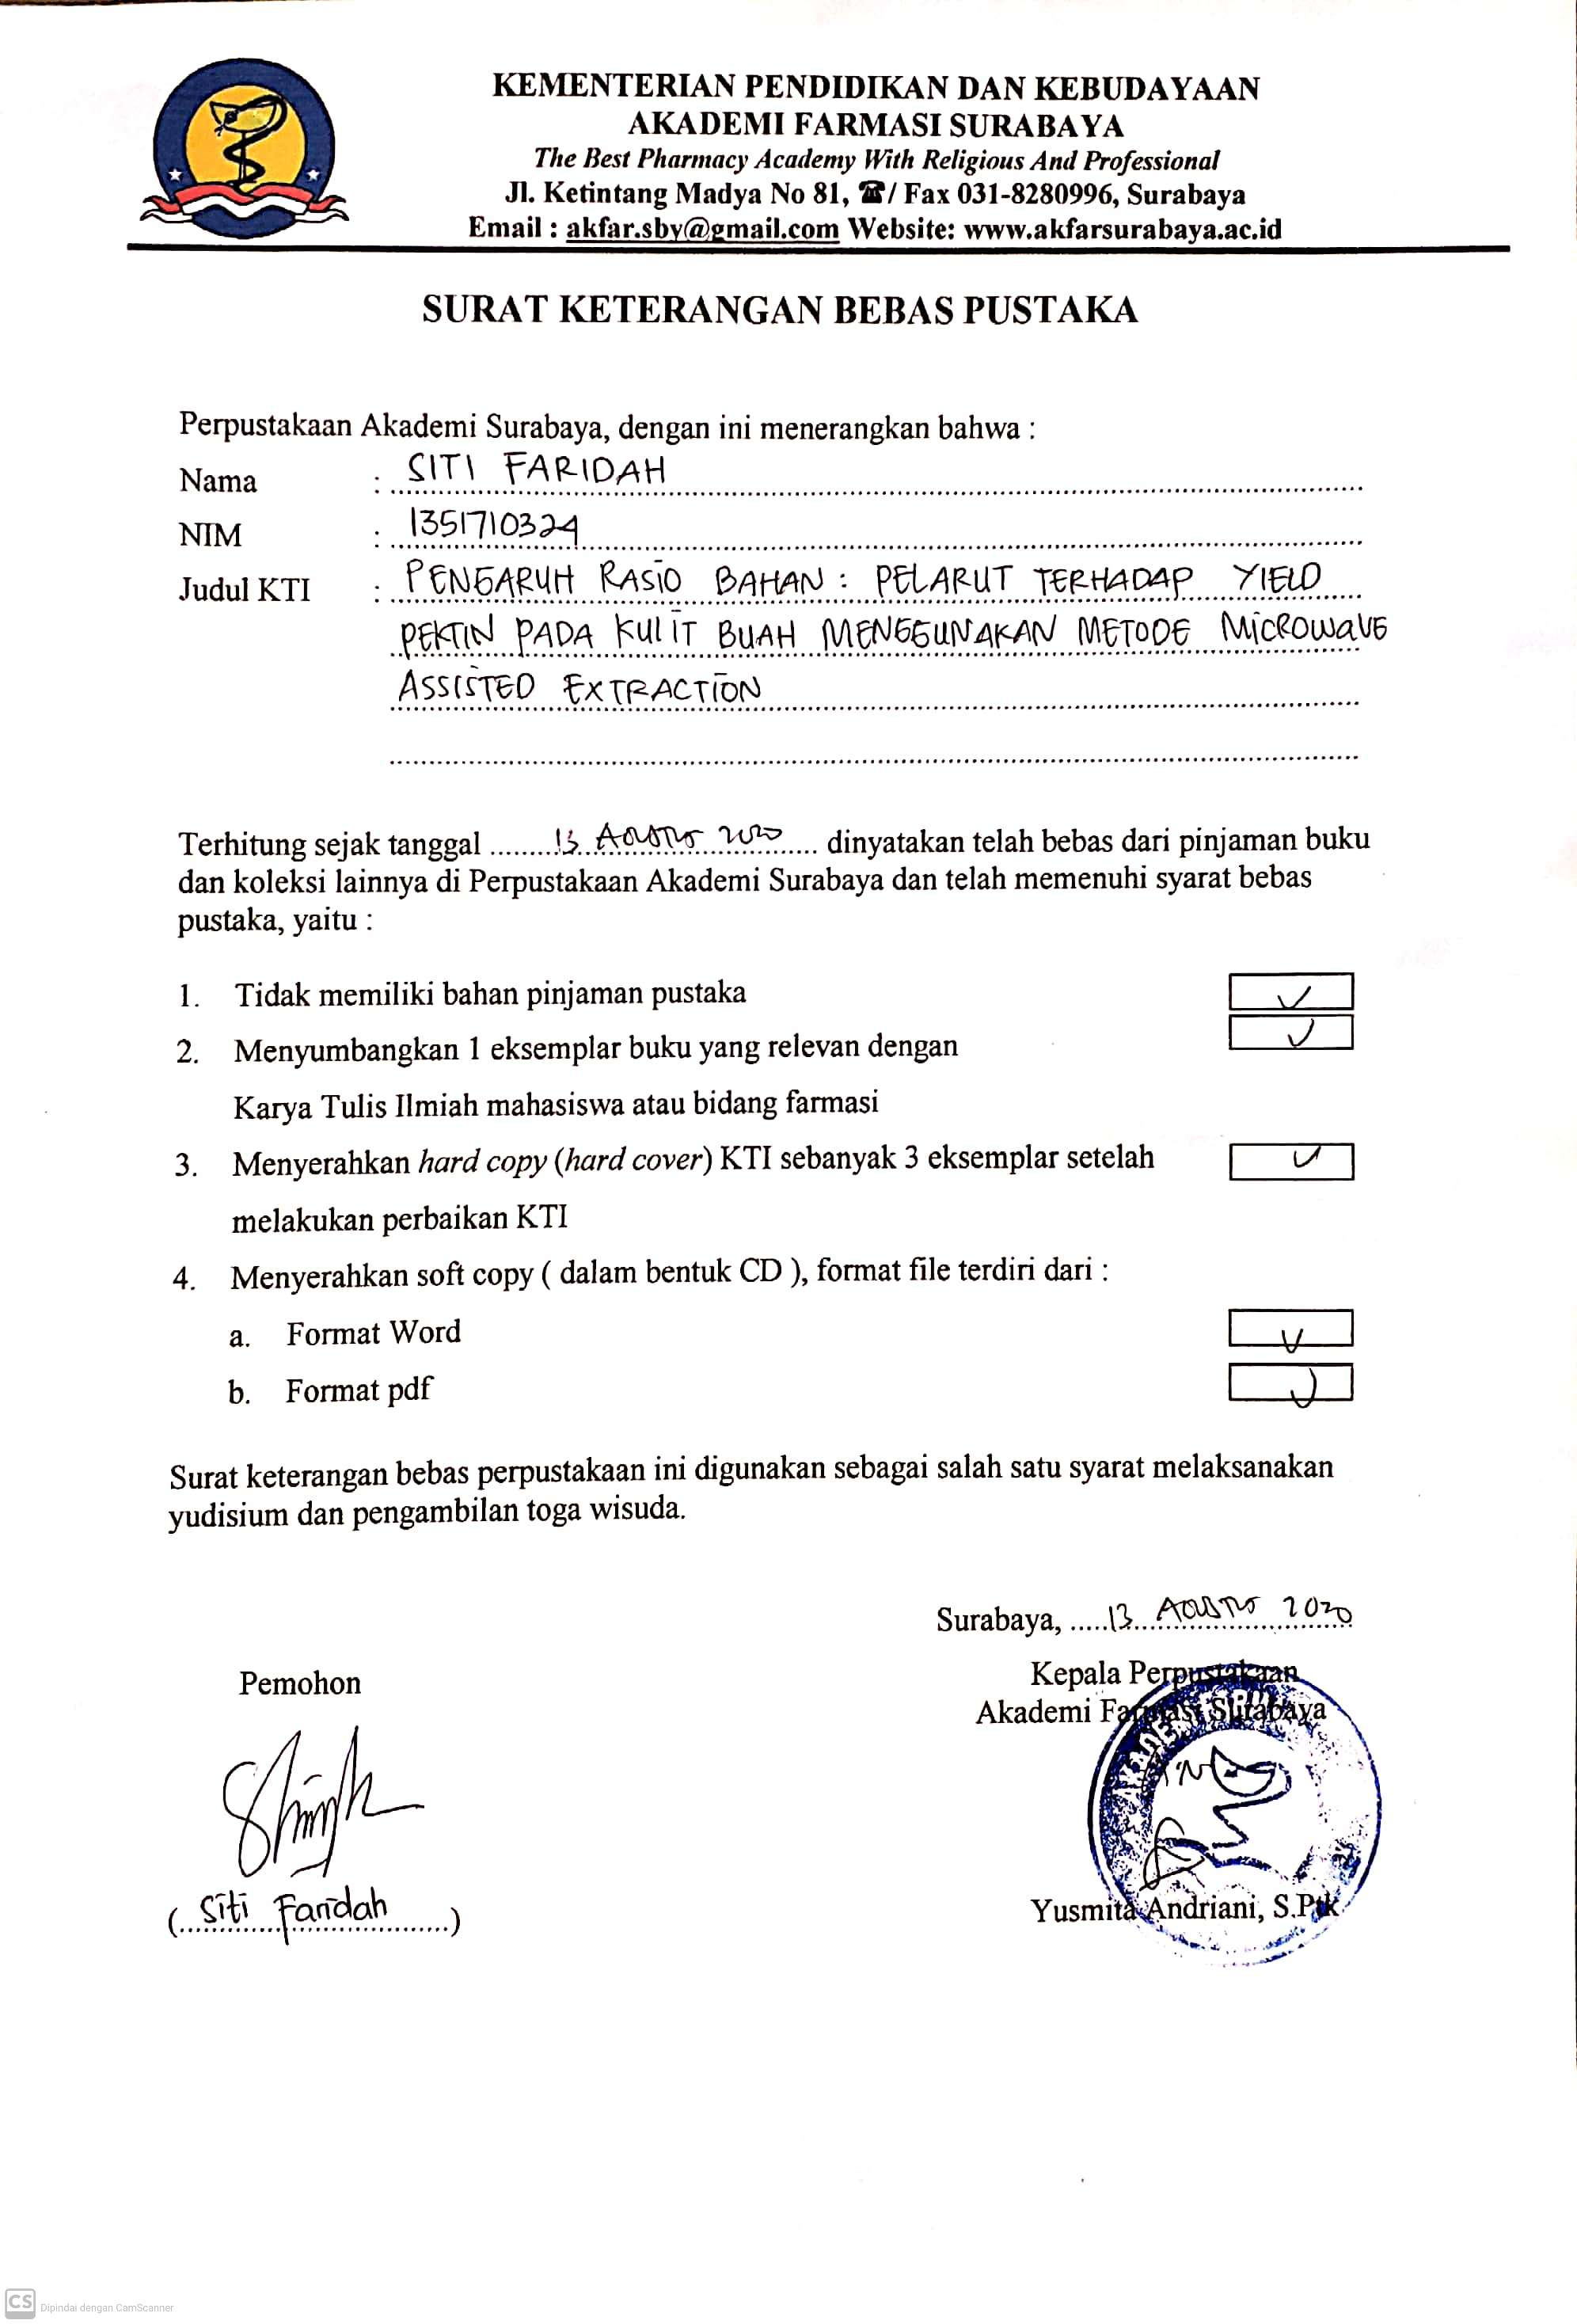 KEMENTERIAN PENDIDIKAN DAN KEBUDAYAAN
AKADEMI FARMASI SURABAYA
The Best Pharmacy Academy With Religious And Professional
Jl. Ketintang Madya No 81, ☎/ Fax 031-8280996, Surabaya
Email : akfar.sby@gmail.com Website: www.akfarsurabaya.ac.id
SURAT KETERANGAN BEBAS PUSTAKA
Perpustakaan Akademi Surabaya, dengan ini menerangkan bahwa :
Nama : SITI FARIDAH
NIM : 1351710324
Judul KTI : PENGARUH RASIO BAHAN : PELARUT TERHADAP YIELD
PEKTIN PADA KULIT BUAH MENGGUNAKAN METODE MICROWAVE
ASSISTED EXTRACTION
Terhitung sejak tanggal 13 AGUSTUS 2020 dinyatakan telah bebas dari pinjaman buku
dan koleksi lainnya di Perpustakaan Akademi Surabaya dan telah memenuhi syarat bebas
pustaka, yaitu :
1. Tidak memiliki bahan pinjaman pustaka ✓
2. Menyumbangkan 1 eksemplar buku yang relevan dengan ✓
Karya Tulis Ilmiah mahasiswa atau bidang farmasi
3. Menyerahkan hard copy (hard cover) KTI sebanyak 3 eksemplar setelah ✓
melakukan perbaikan KTI
4. Menyerahkan soft copy ( dalam bentuk CD ), format file terdiri dari :
a. Format Word ✓
b. Format pdf ✓
Surat keterangan bebas perpustakaan ini digunakan sebagai salah satu syarat melaksanakan
yudisium dan pengambilan toga wisuda.
Surabaya, 13 AGUSTUS 2020
Pemohon
Kepala Perpustakaan
Akademi Farmasi Surabaya
(Siti Faridah)
Yusmita Andriani, S.Ptk
CS Dipindai dengan CamScanner